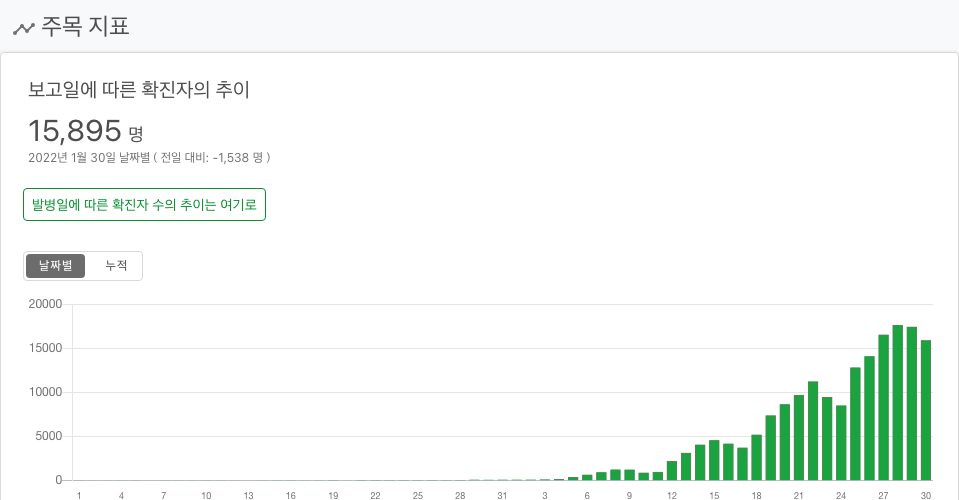 주목 지표
보고일에 따른 확진자의 추이
15,895 명
2022년 1월 30일 날짜별 ( 전일 대비: -1,538 명 )
발병일에 따른 확진자 수의 추이는 여기로
날짜별 누적
20000
15000
10000
5000
0
1 4 7 10 13 16 19 22 25 28 31 3 6 9 12 15 18 21 24 27 30